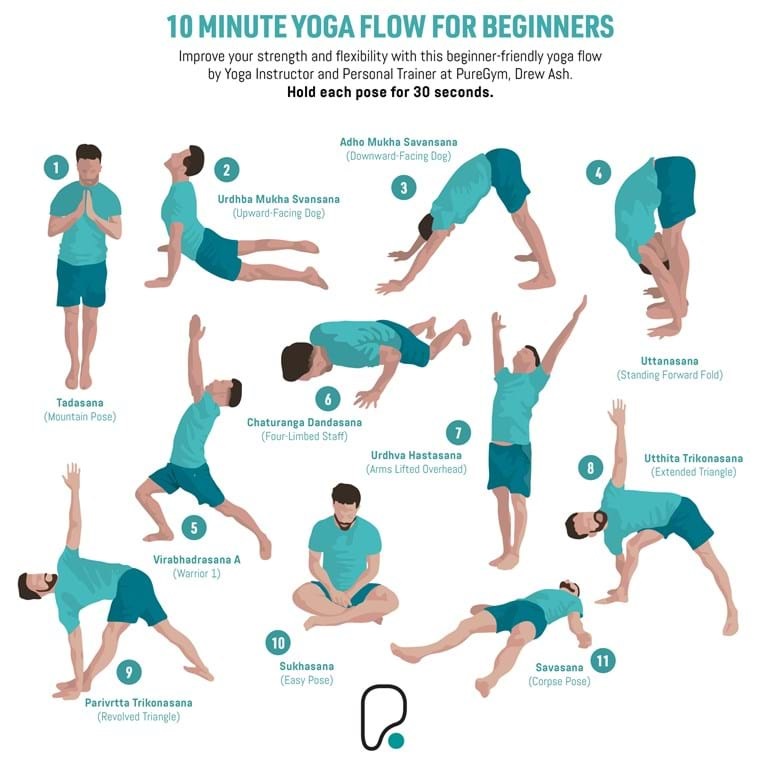 10 MINUTE YOGA FLOW FOR BEGINNERS
Improve your strength and flexibility with this beginner-friendly yoga flow
by Yoga Instructor and Personal Trainer at PureGym, Drew Ash.
Hold each pose for 30 seconds.
1
Tadasana
(Mountain Pose)
2
Urdhba Mukha Svansana
(Upward-Facing Dog)
Adho Mukha Savansana
(Downward-Facing Dog)
3
4
Uttanasana
(Standing Forward Fold)
5
Virabhadrasana A
(Warrior 1)
6
Chaturanga Dandasana
(Four-Limbed Staff)
7
Urdhva Hastasana
(Arms Lifted Overhead)
8
Utthita Trikonasana
(Extended Triangle)
9
Parivrtta Trikonasana
(Revolved Triangle)
10
Sukhasana
(Easy Pose)
11
Savasana
(Corpse Pose)